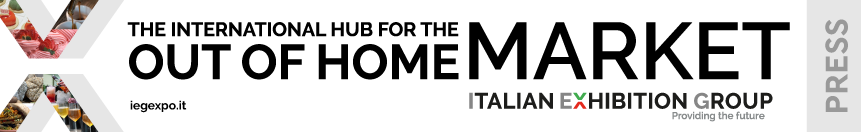 THE INTERNATIONAL HUB FOR THE
OUT OF HOME MARKET
iegexpo.it
ITALIAN EXHIBITION GROUP
Providing the future
PRESS